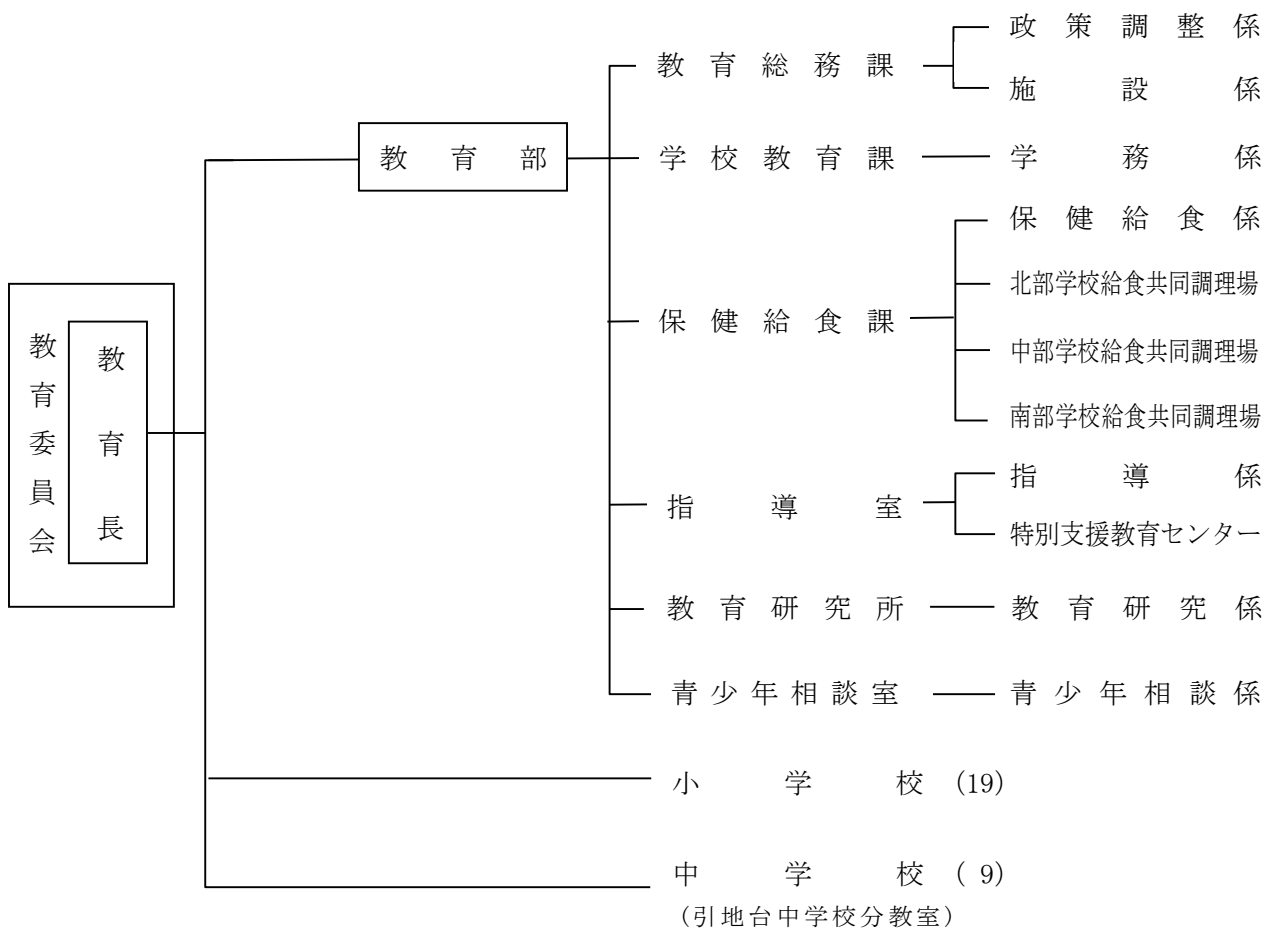 教育委員会
教育長
教育部
教育総務課
政策調整係
施設係
学校教育課
学務係
保健給食課
保健給食係
北部学校給食共同調理場
中部学校給食共同調理場
南部学校給食共同調理場
指導室
指導係
特別支援教育センター
教育研究所
教育研究係
青少年相談室
青少年相談係
小学校 (19)
中学校 ( 9)
(引地台中学校分教室)